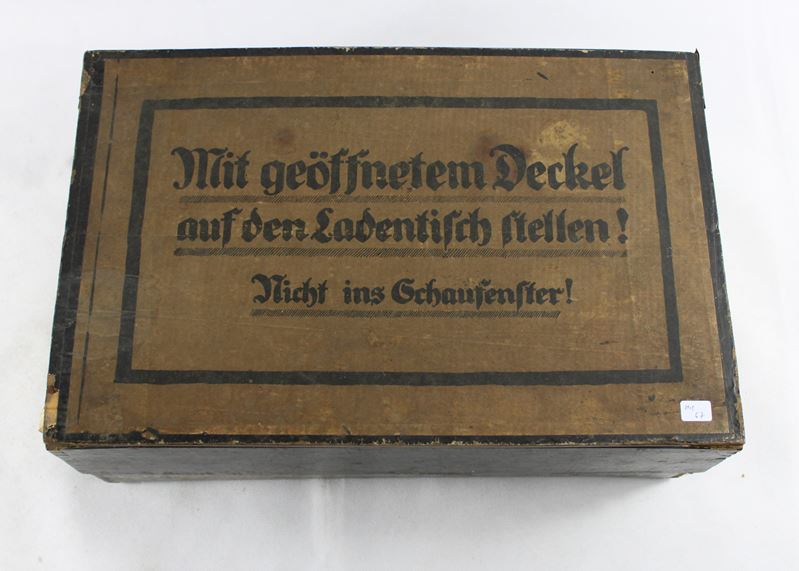 Mit geöffnetem Deckel
auf den Ladentiſch ſtellen!
Nicht ins Schaufenſter!